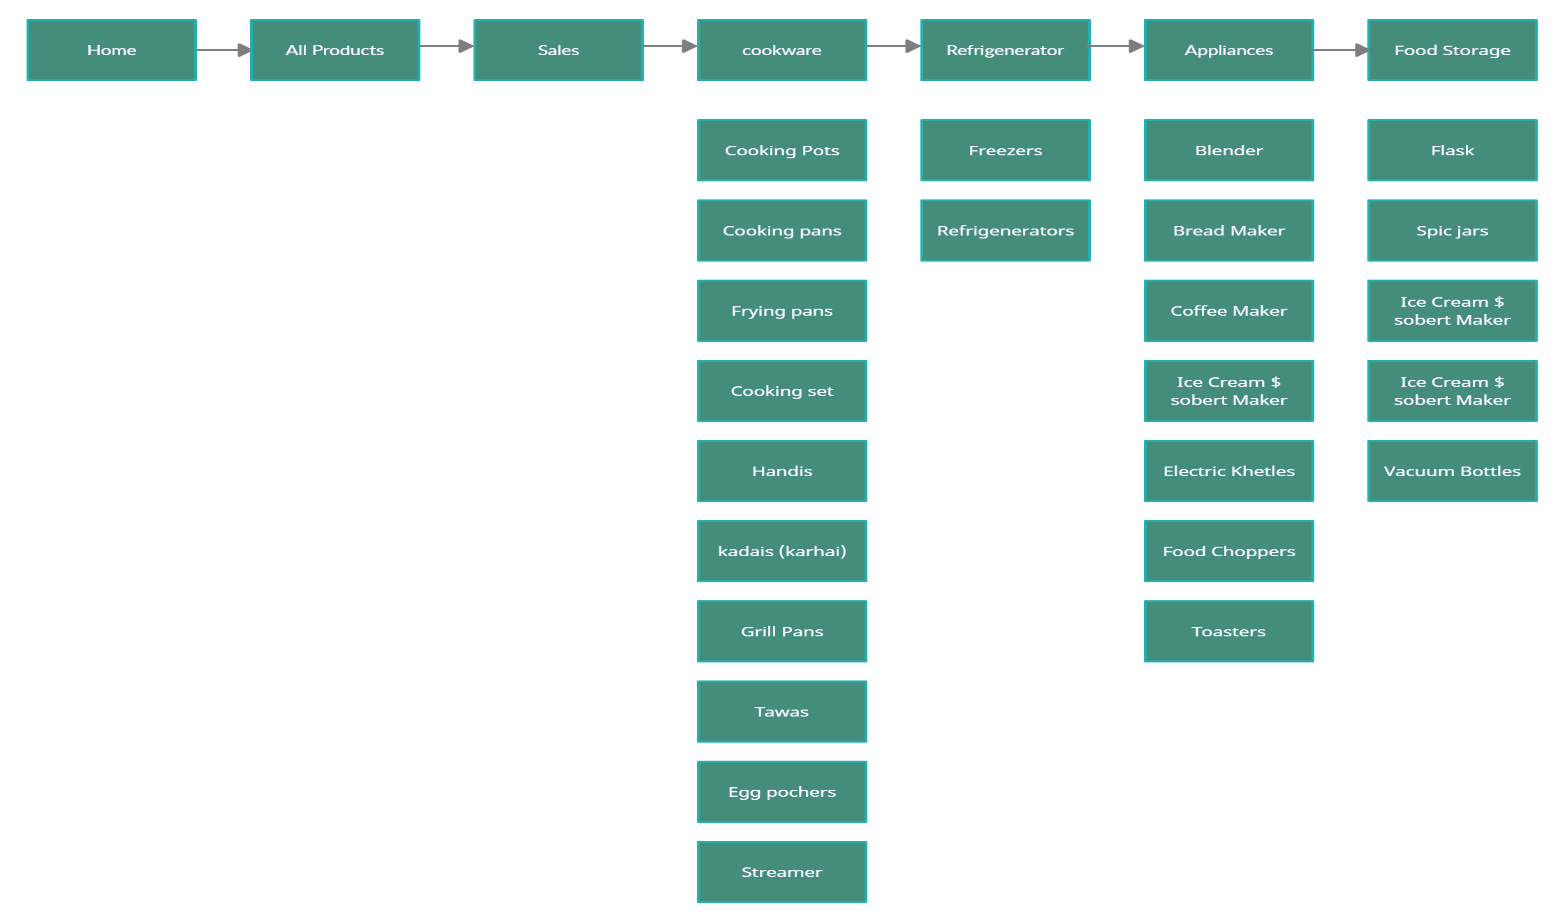 Home
All Products
Sales
cookware
Refrigenerator
Appliances
Food Storage
Cooking Pots
Freezers
Blender
Flask
Cooking pans
Refrigenerators
Bread Maker
Spic jars
Frying pans
Coffee Maker
Ice Cream $
sobert Maker
Cooking set
Ice Cream $
sobert Maker
Ice Cream $
sobert Maker
Handis
Electric Khetles
Vacuum Bottles
kadais (karhai)
Food Choppers
Grill Pans
Toasters
Tawas
Egg pochers
Streamer